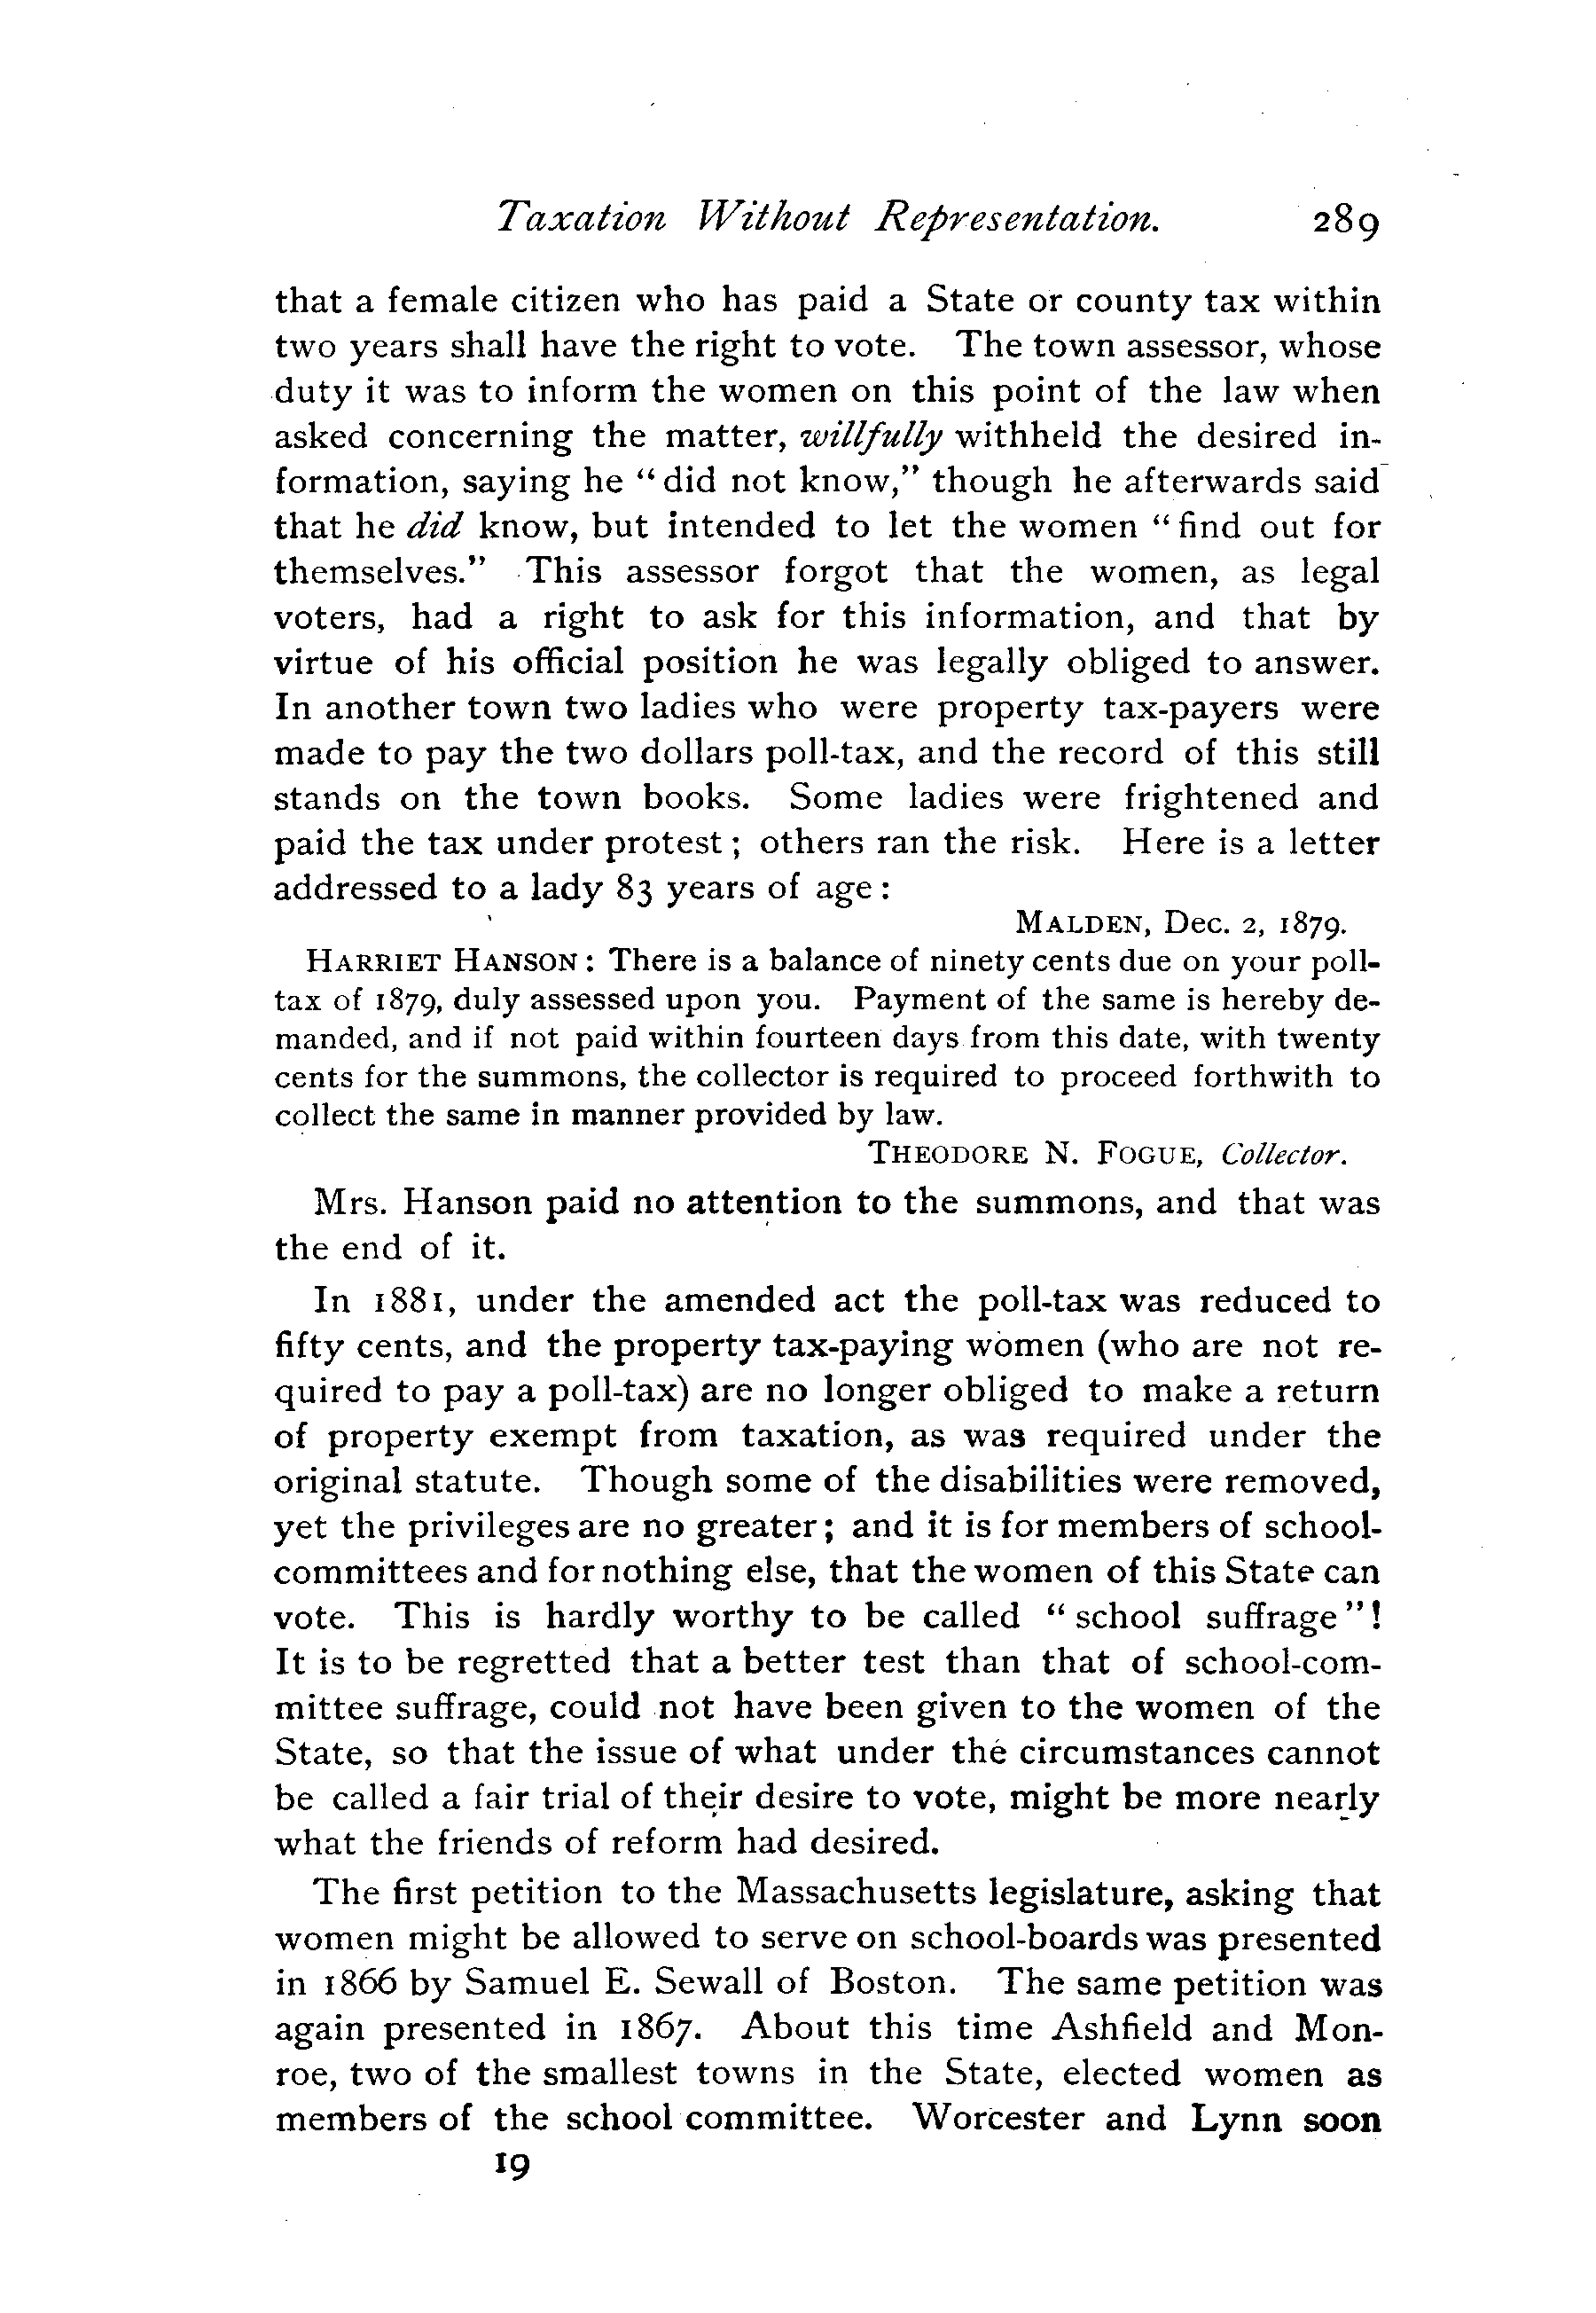 Taxation Without Representation. 289
that a female citizen who has paid a State or county tax within
two years shall have the right to vote. The town assessor, whose
duty it was to inform the women on this point of the law when
asked concerning the matter, willfully withheld the desired in-
formation, saying he "did not know," though he afterwards said
that he did know, but intended to let the women "find out for
themselves." This assessor forgot that the women, as legal
voters, had a right to ask for this information, and that by
virtue of his official position he was legally obliged to answer.
In another town two ladies who were property tax-payers were
made to pay the two dollars poll-tax, and the record of this still
stands on the town books. Some ladies were frightened and
paid the tax under protest; others ran the risk. Here is a letter
addressed to a lady 83 years of age:
MALDEN, Dec. 2, 1879.
HARRIET HANSON: There is a balance of ninety cents due on your poll-
tax of 1879, duly assessed upon you. Payment of the same is hereby de-
manded, and if not paid within fourteen days from this date, with twenty
cents for the summons, the collector is required to proceed forthwith to
collect the same in manner provided by law.
THEODORE N. FOGUE, Collector.
Mrs. Hanson paid no attention to the summons, and that was
the end of it.
In 1881, under the amended act the poll-tax was reduced to
fifty cents, and the property tax-paying women (who are not re-
quired to pay a poll-tax) are no longer obliged to make a return
of property exempt from taxation, as was required under the
original statute. Though some of the disabilities were removed,
yet the privileges are no greater; and it is for members of school-
committees and for nothing else, that the women of this State can
vote. This is hardly worthy to be called "school suffrage"!
It is to be regretted that a better test than that of school-com-
mittee suffrage, could not have been given to the women of the
State, so that the issue of what under the circumstances cannot
be called a fair trial of their desire to vote, might be more nearly
what the friends of reform had desired.
The first petition to the Massachusetts legislature, asking that
women might be allowed to serve on school-boards was presented
in 1866 by Samuel E. Sewall of Boston. The same petition was
again presented in 1867. About this time Ashfield and Mon-
roe, two of the smallest towns in the State, elected women as
members of the school committee. Worcester and Lynn soon
19